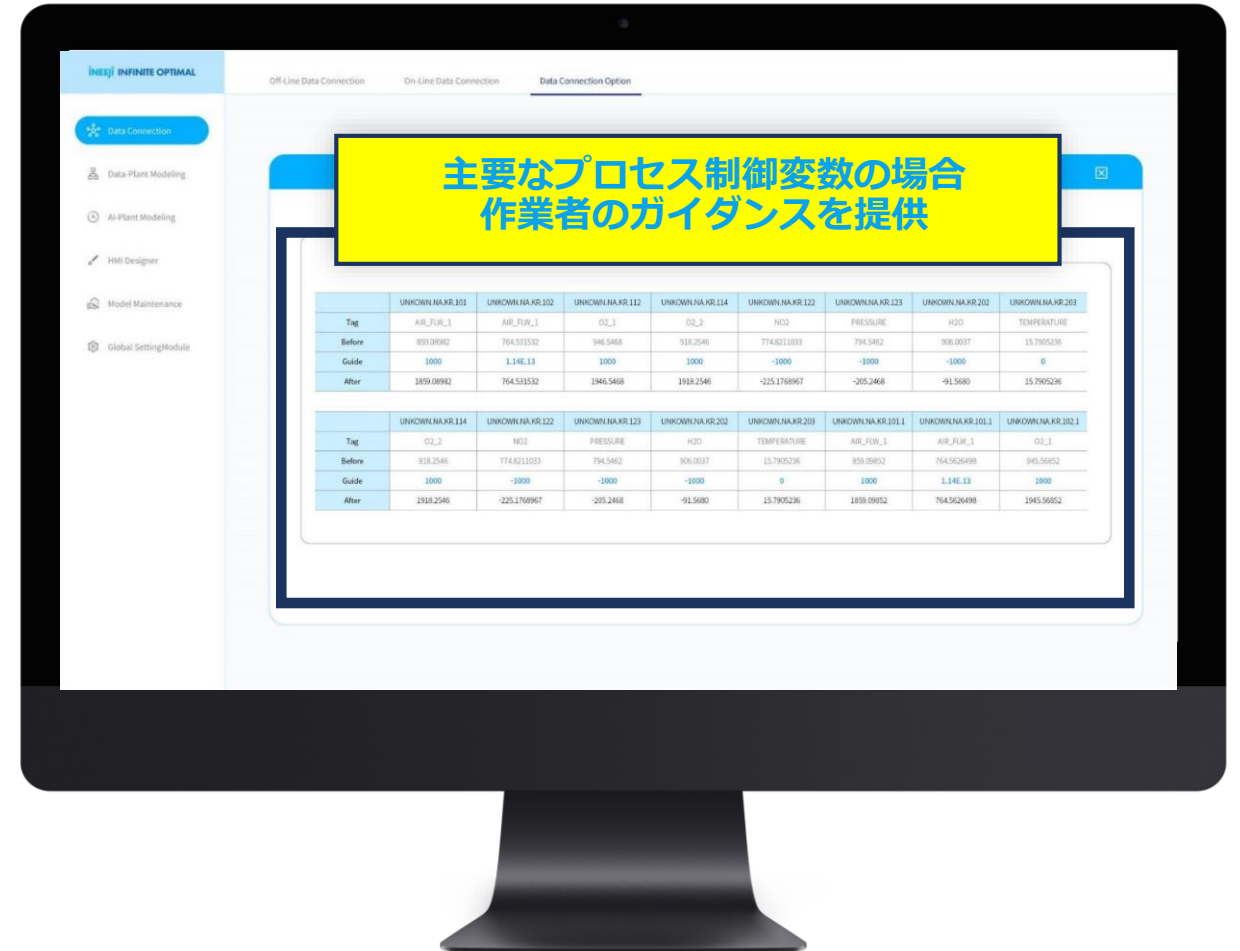 iNEEJi INFINITE OPTIMAL
Off-Line Data Connection On-Line Data Connection Data Connection Option
Data Connection
Data-Plant Modeling
AI-Plant Modeling
HMI Designer
Model Maintenance
Global SettingModule
主要なプロセス制御変数の場合
作業者のガイダンスを提供
UNKOWN.NA.KR.101 UNKOWN.NA.KR.102 UNKOWN.NA.KR.112 UNKOWN.NA.KR.114 UNKOWN.NA.KR.122 UNKOWN.NA.KR.123 UNKOWN.NA.KR.202 UNKOWN.NA.KR.203
Tag AIR_FLW_1 AIR_FLW_1 O2_1 O2_2 NO2 PRESSURE H2O TEMPERATURE
Before 859.08982 764.531532 946.5468 918.2546 774.8211033 794.5462 906.0037 15.7905236
Guide 1000 1.14E.13 1000 1000 -1000 -1000 -1000 0
After 1859.08982 764.531532 1946.5468 1918.2546 -225.1768967 -205.2468 -91.5680 15.7905236
UNKOWN.NA.KR.114 UNKOWN.NA.KR.122 UNKOWN.NA.KR.123 UNKOWN.NA.KR.202 UNKOWN.NA.KR.203 UNKOWN.NA.KR.101.1 UNKOWN.NA.KR.101.1 UNKOWN.NA.KR.102.1
Tag O2_2 NO2 PRESSURE H2O TEMPERATURE AIR_FLW_1 AIR_FLW_1 O2_1
Before 918.2546 774.8211033 794.5462 906.0037 15.7905236 859.09852 764.5626498 945.56852
Guide 1000 -1000 -1000 -1000 0 1000 1.14E.13 1000
After 1918.2546 -225.1768967 -205.2468 -91.5680 15.7905236 1859.09852 764.5626498 1945.56852